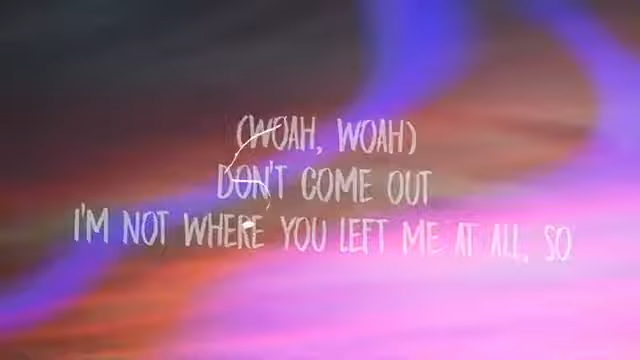 (WOAH, WOAH)
DON'T COME OUT
I'M NOT WHERE YOU LEFT ME AT ALL, SO